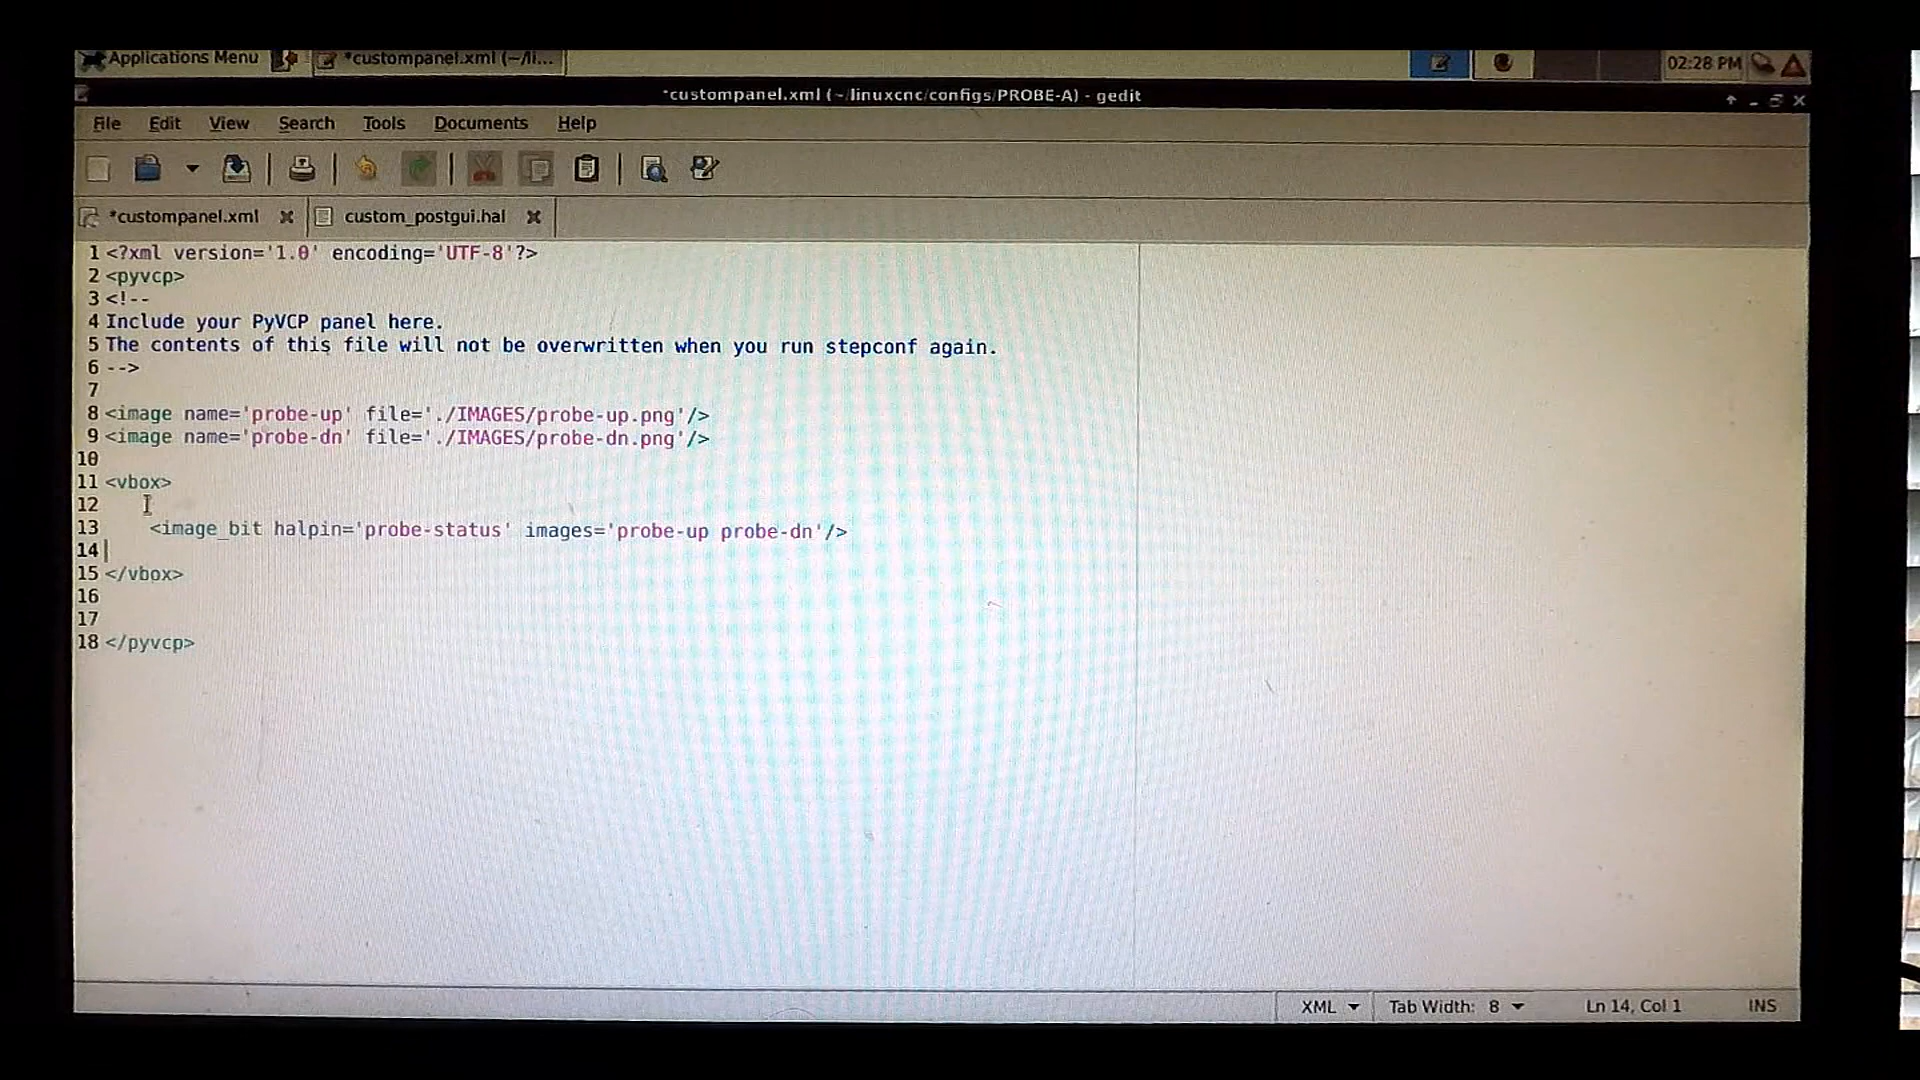 Applications Menu *custompanel.xml (~/li... 02:28 PM
*custompanel.xml (~/linuxcnc/configs/PROBE-A) - gedit
File Edit View Search Tools Documents Help
*custompanel.xml custom_postgui.hal
1 <?xml version='1.0' encoding='UTF-8'?>
2 <pyvcp>
3 <!--
4 Include your PyVCP panel here.
5 The contents of this file will not be overwritten when you run stepconf again.
6 -->
7
8 <image name='probe-up' file='./IMAGES/probe-up.png'/>
9 <image name='probe-dn' file='./IMAGES/probe-dn.png'/>
10
11 <vbox>
12
13     <image_bit halpin='probe-status' images='probe-up probe-dn'/>
14
15 </vbox>
16
17
18 </pyvcp>
XML Tab Width: 8 Ln 14, Col 1 INS